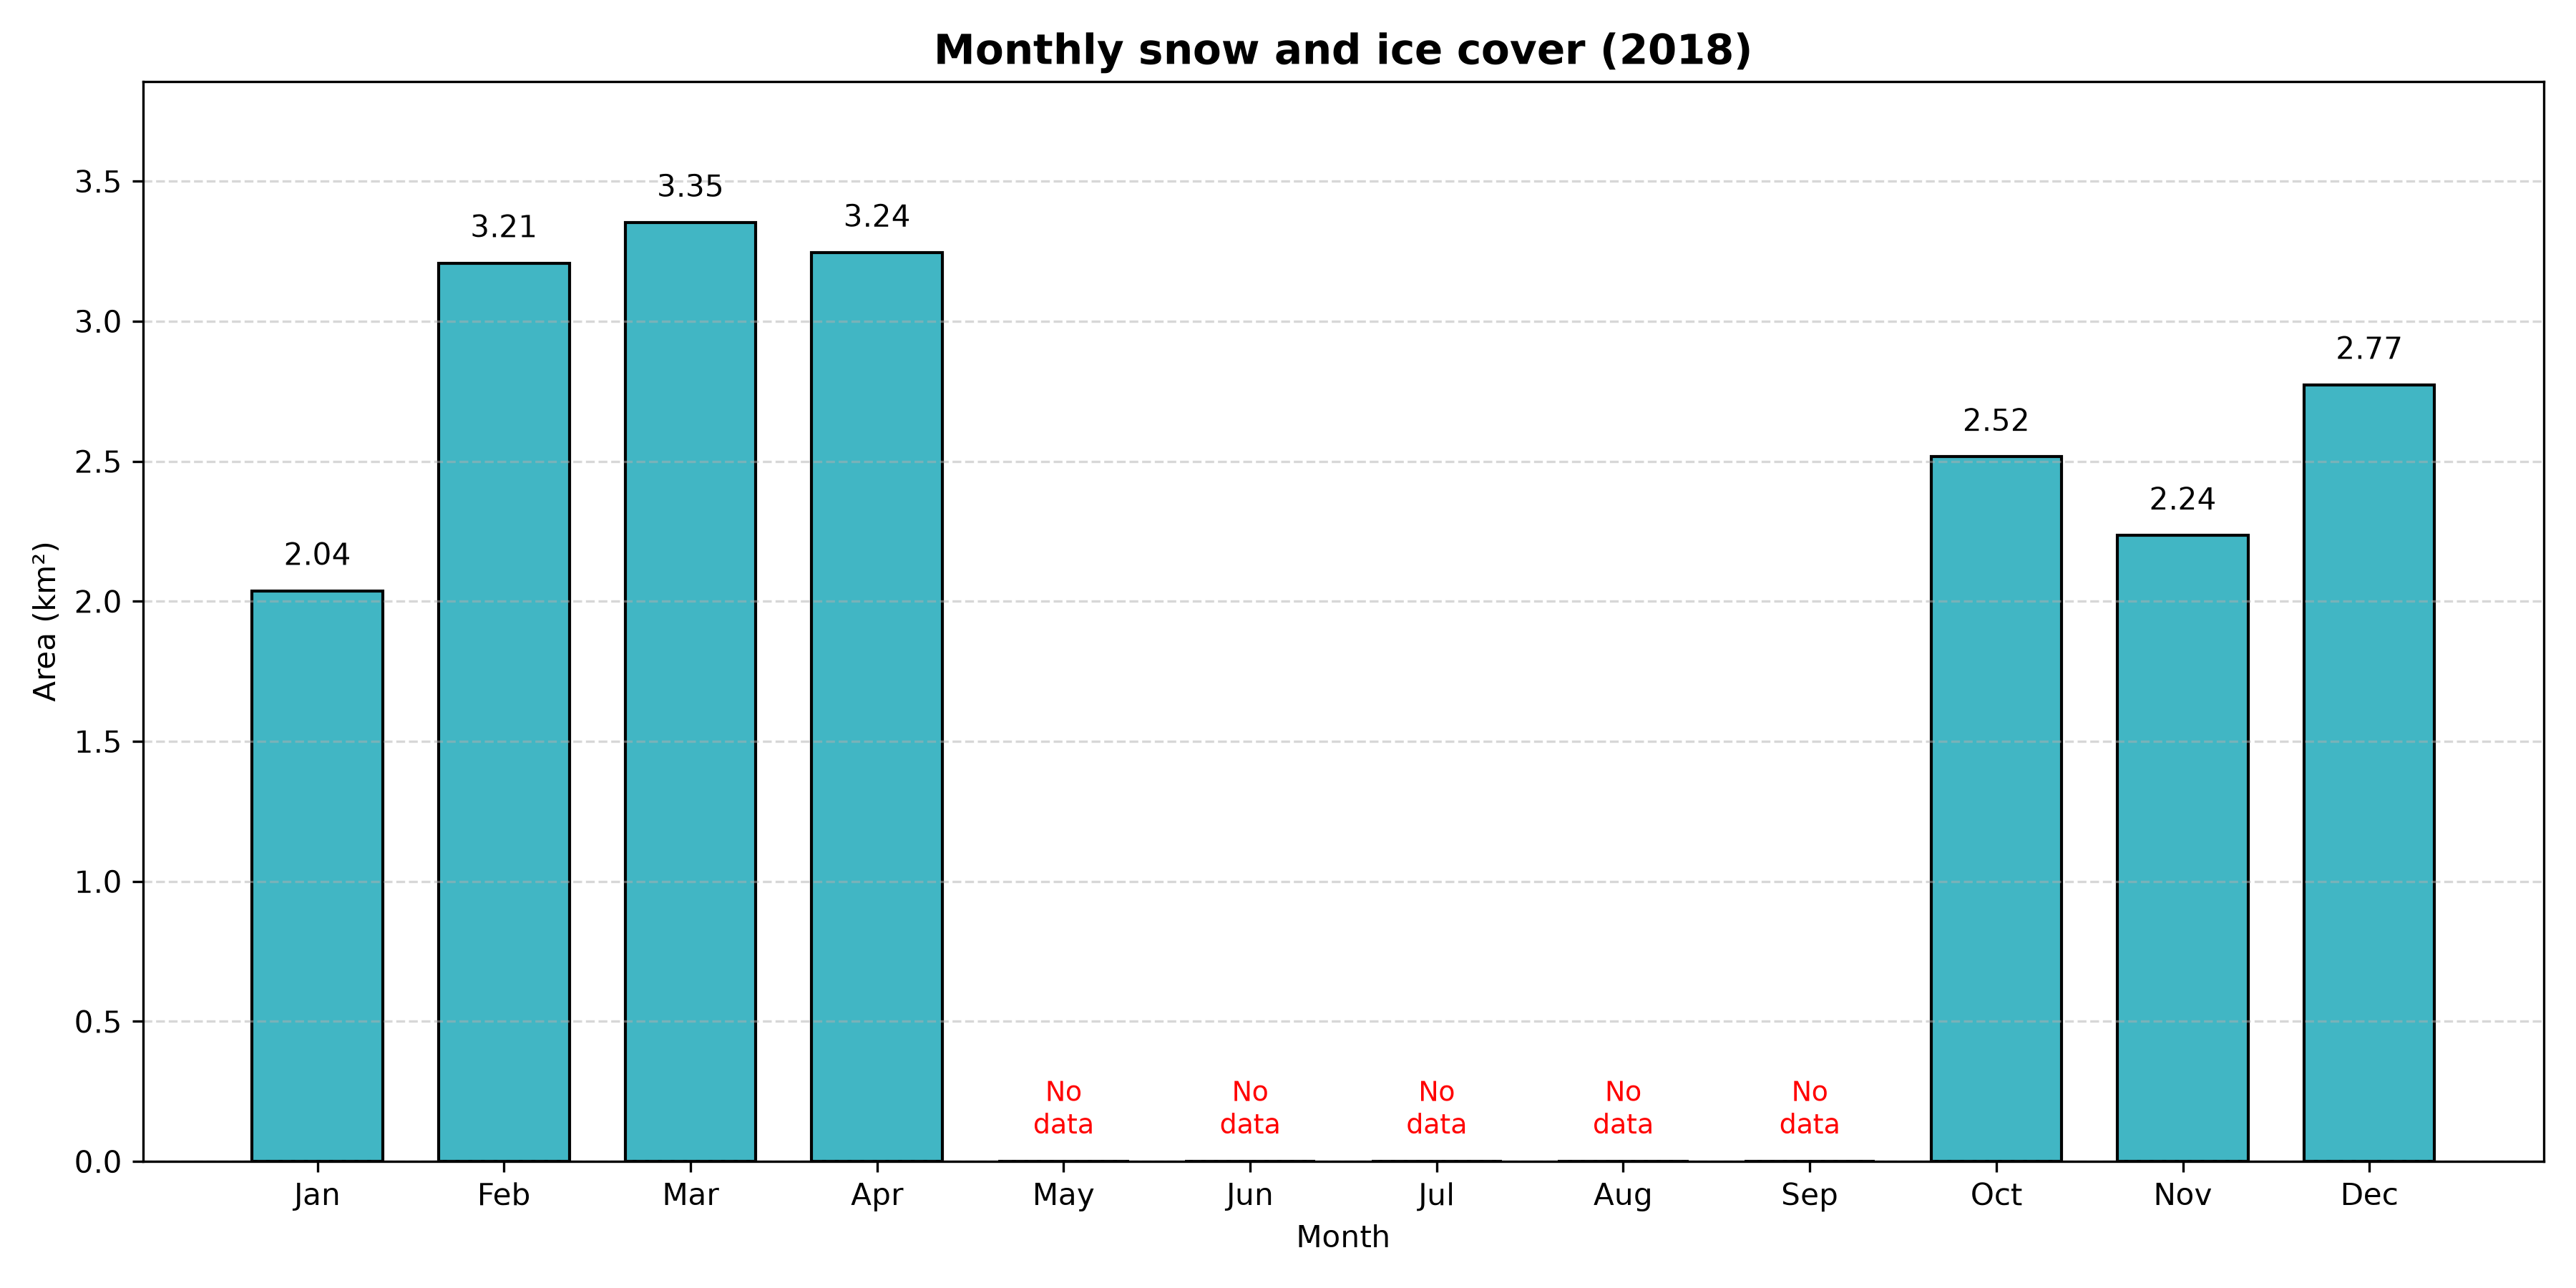 Monthly snow and ice cover (2018)
Area (km²)
3.5
3.0
2.5
2.0
1.5
1.0
0.5
0.0
2.04
3.21
3.35
3.24
No
data
No
data
No
data
No
data
No
data
2.52
2.24
2.77
Jan Feb Mar Apr May Jun Jul Aug Sep Oct Nov Dec
Month